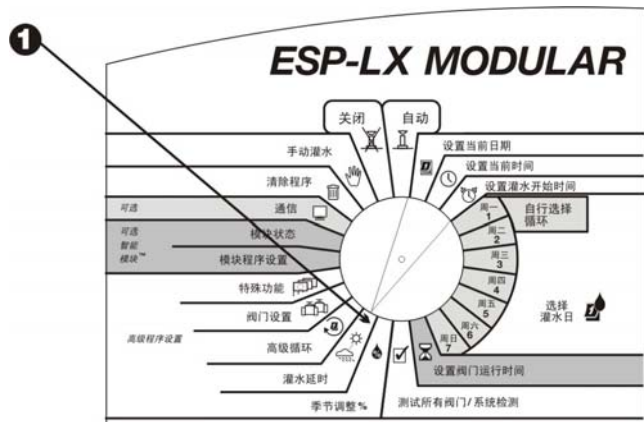 1
ESP-LX MODULAR
关闭
自动
手动灌水
清除程序
可选
通信
可选
智能
模块™
模块状态
模块程序设置
特殊功能
阀门设置
高级程序设置
高级循环
灌水延时
季节调整%
设置当前日期
设置当前时间
设置灌水开始时间
自行选择
循环
周一
1
周二
2
周三
3
周四
4
周五
5
周六
6
周日
7
选择
灌水日
设置阀门运行时间
测试所有阀门/系统检测